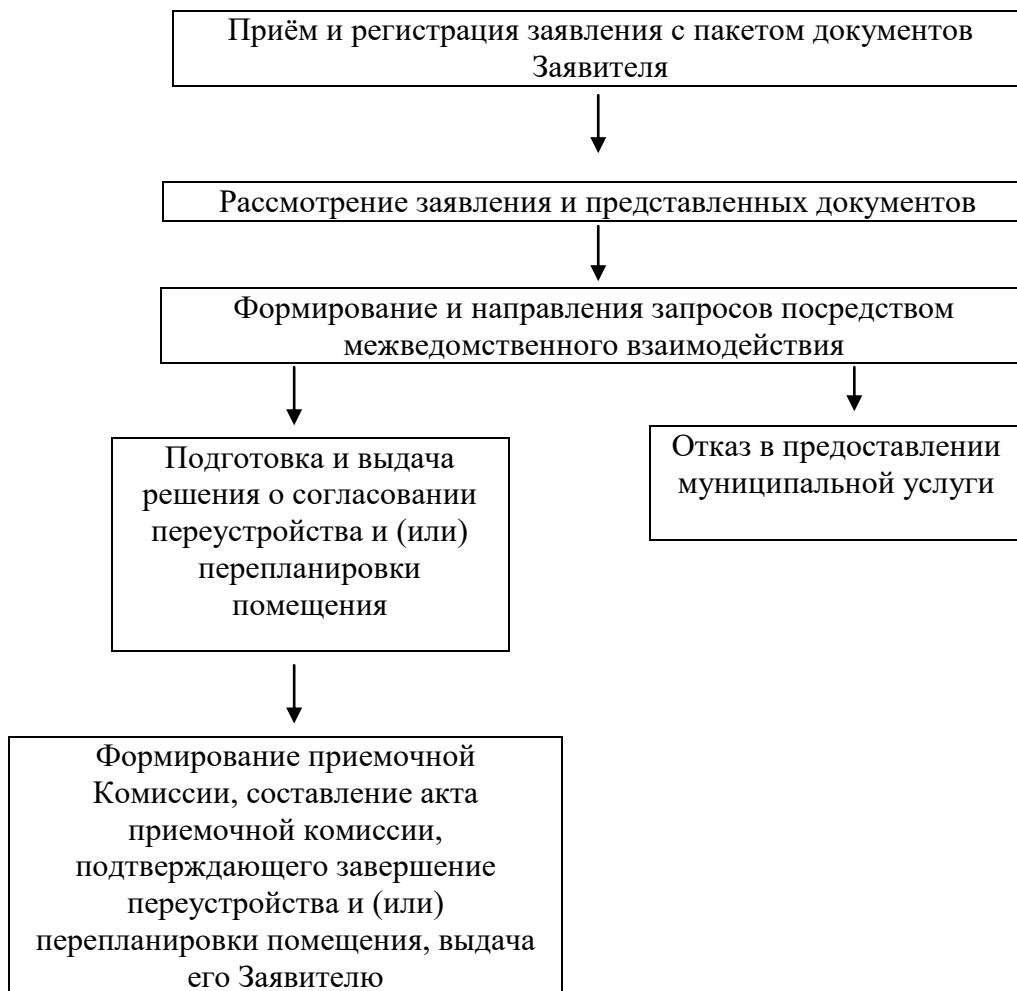 Приём и регистрация заявления с пакетом документов
Заявителя
Рассмотрение заявления и представленных документов
Формирование и направления запросов посредством
межведомственного взаимодействия
Подготовка и выдача
решения о согласовании
переустройства и (или)
перепланировки
помещения
Отказ в предоставлении
муниципальной услуги
Формирование приемочной
Комиссии, составление акта
приемочной комиссии,
подтверждающего завершение
переустройства и (или)
перепланировки помещения, выдача
его Заявителю